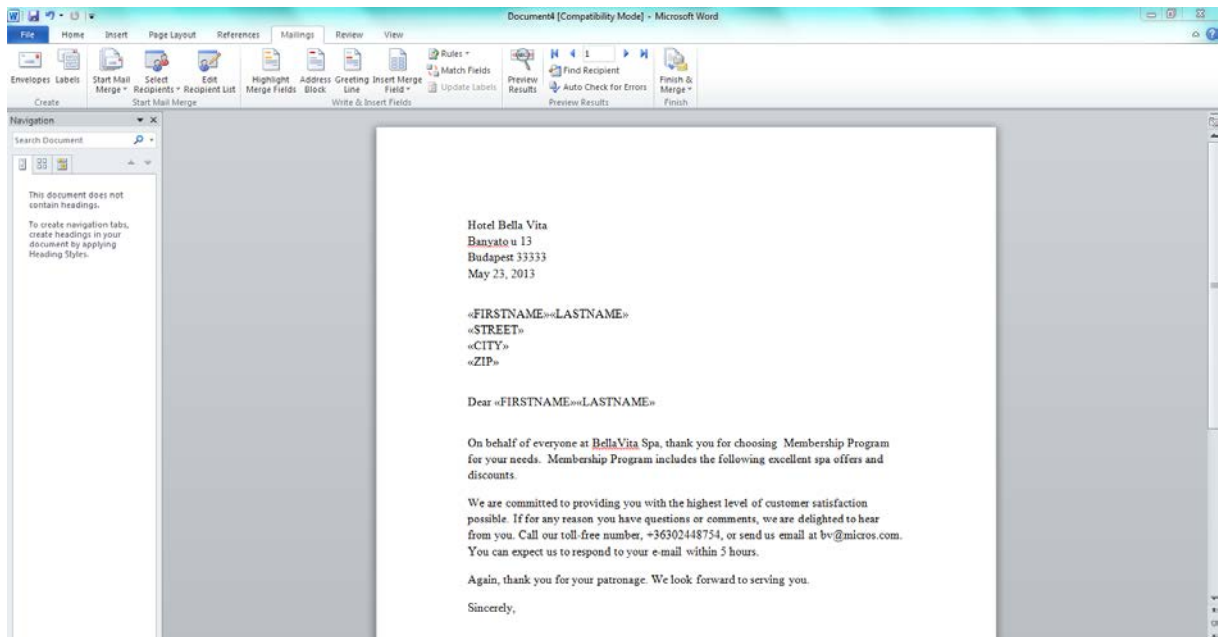 Document4 [Compatibility Mode] - Microsoft Word
File Home Insert Page Layout References Mailings Review View
Envelopes Labels
Create
Start Mail Merge
Select Recipients
Edit Recipient List
Start Mail Merge
Highlight Merge Fields
Address Block
Greeting Line
Insert Merge Field
Rules
Match Fields
Update Labels
Write & Insert Fields
Preview Results
1
Find Recipient
Auto Check for Errors
Preview Results
Finish & Merge
Finish
Navigation
Search Document
This document does not
contain headings.
To create navigation tabs,
create headings in your
document by applying
Heading Styles.
Hotel Bella Vita
Banyato u 13
Budapest 33333
May 23, 2013
«FIRSTNAME»«LASTNAME»
«STREET»
«CITY»
«ZIP»
Dear «FIRSTNAME»«LASTNAME»
On behalf of everyone at BellaVita Spa, thank you for choosing  Membership Program
for your needs.  Membership Program includes the following excellent spa offers and
discounts.
We are committed to providing you with the highest level of customer satisfaction
possible. If for any reason you have questions or comments, we are delighted to hear
from you. Call our toll-free number, +36302448754, or send us email at bv@micros.com.
You can expect us to respond to your e-mail within 5 hours.
Again, thank you for your patronage. We look forward to serving you.
Sincerely,